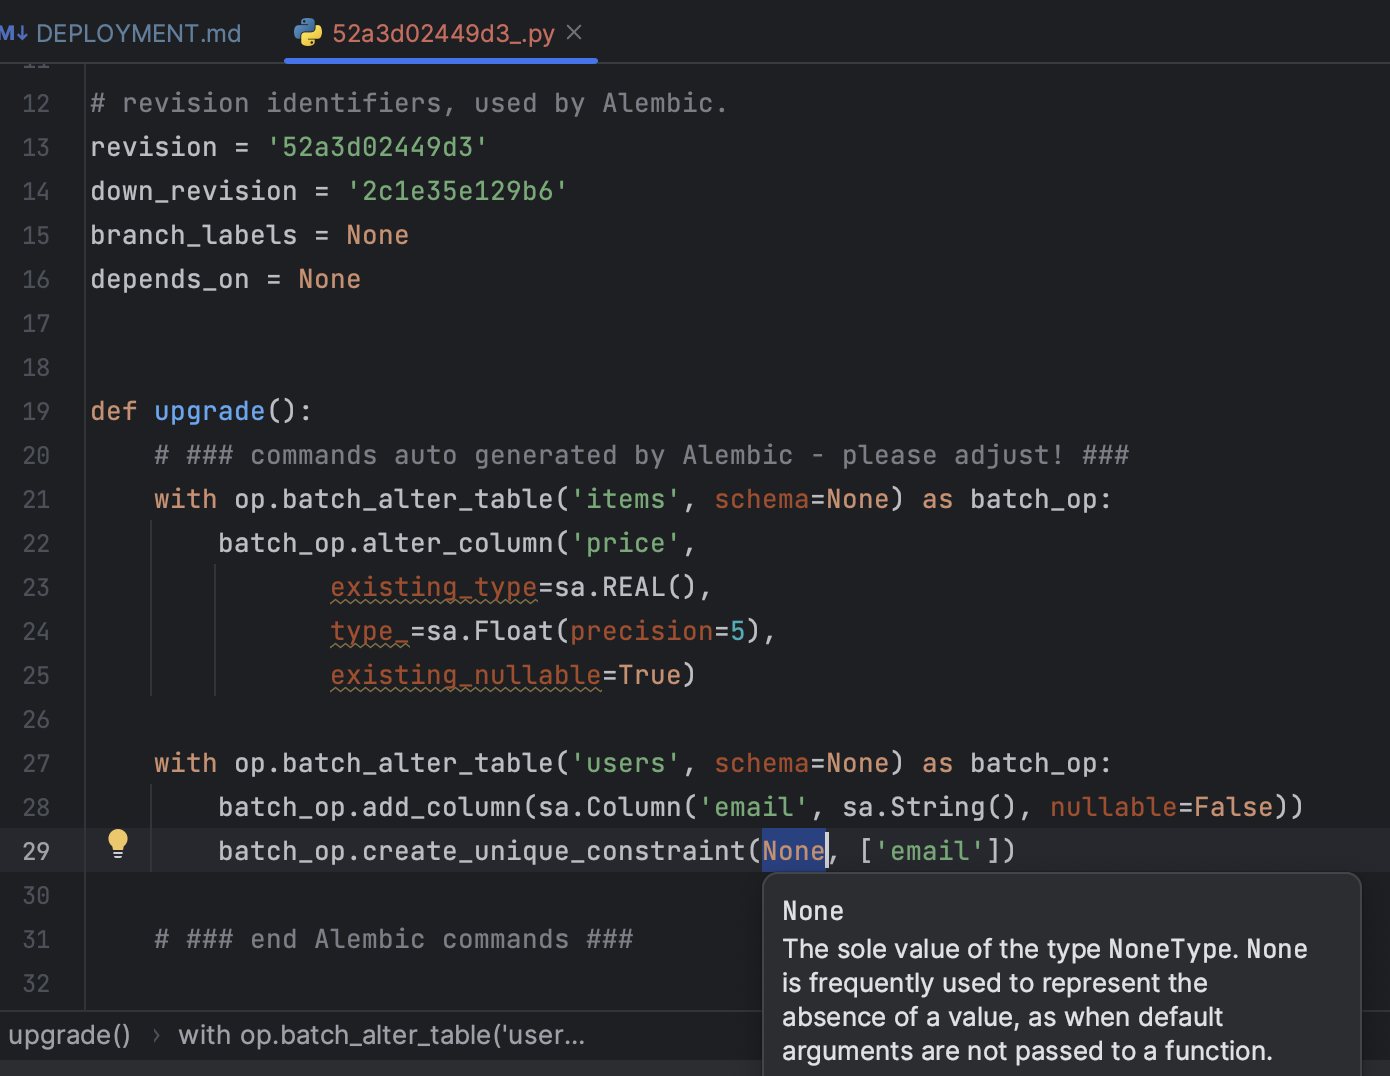 M↓ DEPLOYMENT.md 52a3d02449d3_.py ×
11
12 # revision identifiers, used by Alembic.
13 revision = '52a3d02449d3'
14 down_revision = '2c1e35e129b6'
15 branch_labels = None
16 depends_on = None
17
18
19 def upgrade():
20     # ### commands auto generated by Alembic - please adjust! ###
21     with op.batch_alter_table('items', schema=None) as batch_op:
22         batch_op.alter_column('price',
23                existing_type=sa.REAL(),
24                type_=sa.Float(precision=5),
25                existing_nullable=True)
26
27     with op.batch_alter_table('users', schema=None) as batch_op:
28         batch_op.add_column(sa.Column('email', sa.String(), nullable=False))
29         batch_op.create_unique_constraint(None, ['email'])
30
31     # ### end Alembic commands ###
32
None
The sole value of the type NoneType. None
is frequently used to represent the
absence of a value, as when default
arguments are not passed to a function.
upgrade() › with op.batch_alter_table('user...